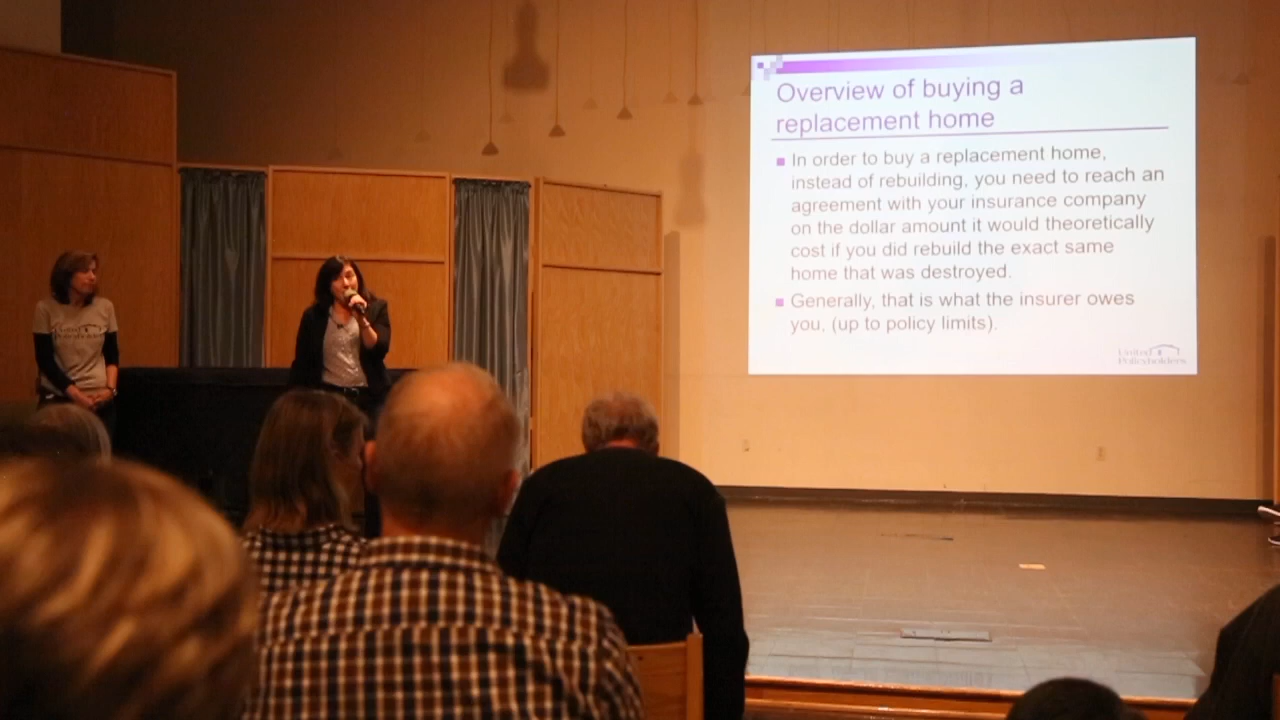 Overview of buying a
replacement home
In order to buy a replacement home,
instead of rebuilding, you need to reach an
agreement with your insurance company
on the dollar amount it would theoretically
cost if you did rebuild the exact same
home that was destroyed.
Generally, that is what the insurer owes
you, (up to policy limits).
United
Policyholders
United
Policyholders